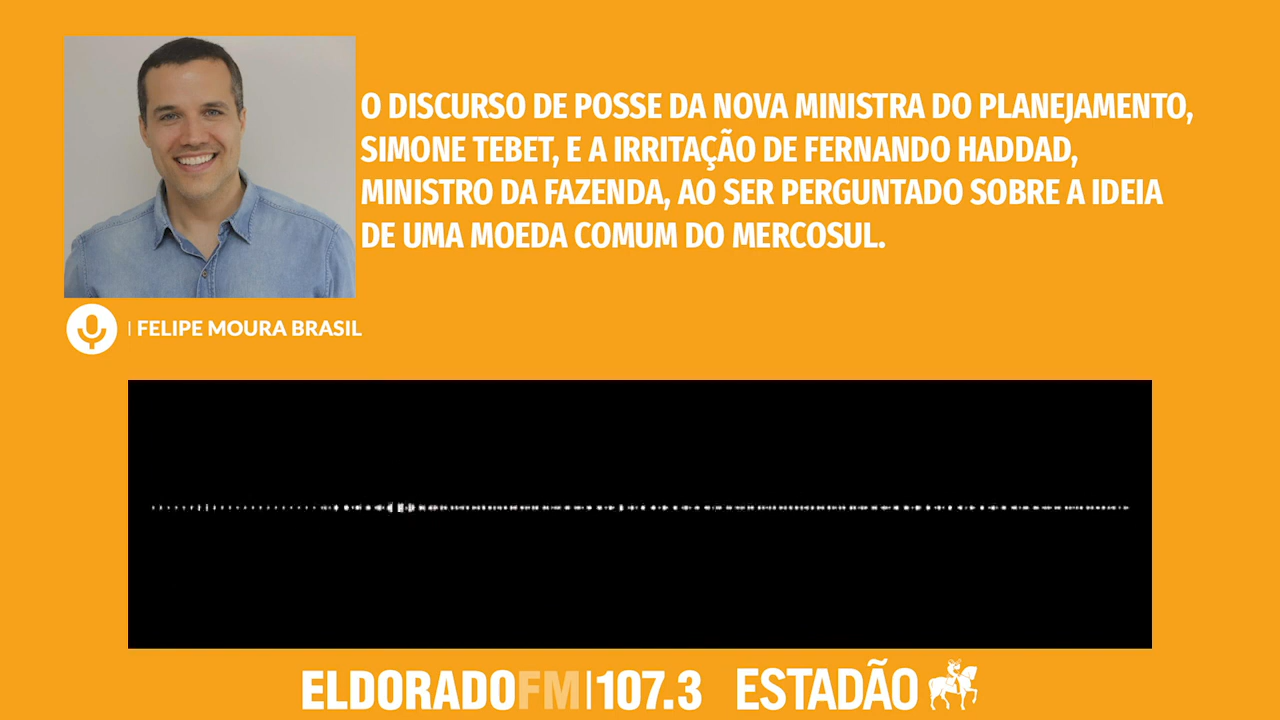 O DISCURSO DE POSSE DA NOVA MINISTRA DO PLANEJAMENTO,
SIMONE TEBET, E A IRRITAÇÃO DE FERNANDO HADDAD,
MINISTRO DA FAZENDA, AO SER PERGUNTADO SOBRE A IDEIA
DE UMA MOEDA COMUM DO MERCOSUL.
| FELIPE MOURA BRASIL
ELDORADOFM|107.3 ESTADÃO